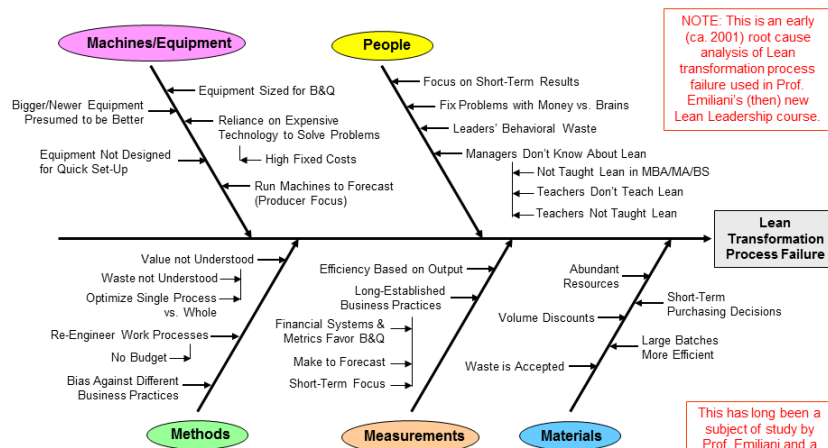 Machines/Equipment
People
NOTE: This is an early
(ca. 2001) root cause
analysis of Lean
transformation process
failure used in Prof.
Emiliani's (then) new
Lean Leadership course.
Equipment Sized for B&Q
Bigger/Newer Equipment
Presumed to be Better
Reliance on Expensive
Technology to Solve Problems
High Fixed Costs
Equipment Not Designed
for Quick Set-Up
Run Machines to Forecast
(Producer Focus)
Focus on Short-Term Results
Fix Problems with Money vs. Brains
Leaders' Behavioral Waste
Managers Don't Know About Lean
Not Taught Lean in MBA/MA/BS
Teachers Don't Teach Lean
Teachers Not Taught Lean
Lean
Transformation
Process Failure
Value not Understood
Waste not Understood
Optimize Single Process
vs. Whole
Re-Engineer Work Processes
No Budget
Bias Against Different
Business Practices
Efficiency Based on Output
Long-Established
Business Practices
Financial Systems &
Metrics Favor B&Q
Make to Forecast
Short-Term Focus
Abundant
Resources
Short-Term
Purchasing Decisions
Volume Discounts
Large Batches
More Efficient
Waste is Accepted
Methods
Measurements
Materials
This has long been a
subject of study by
Prof. Emiliani and a